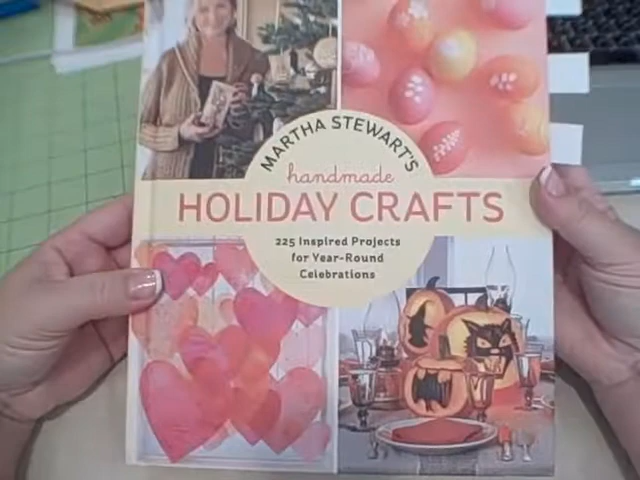 MARTHA STEWART'S
handmade
HOLIDAY CRAFTS
225 Inspired Projects
for Year-Round
Celebrations